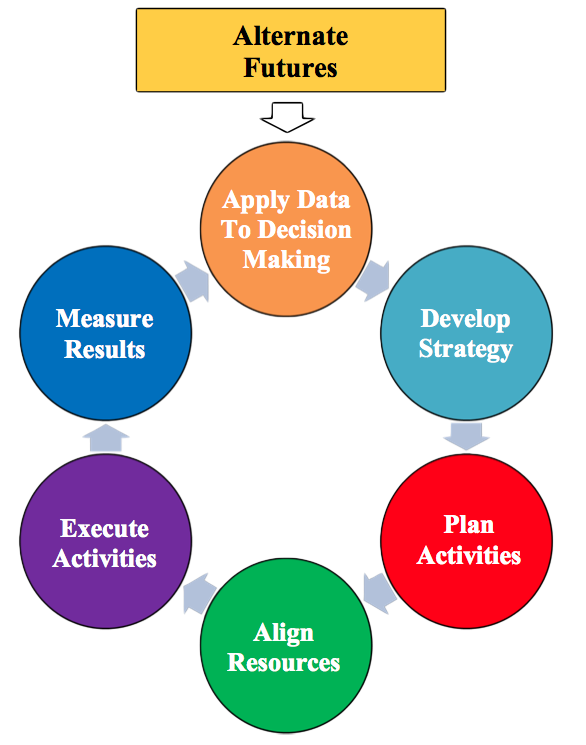 Alternate
Futures
Apply Data
To Decision
Making
Develop
Strategy
Plan
Activities
Align
Resources
Execute
Activities
Measure
Results